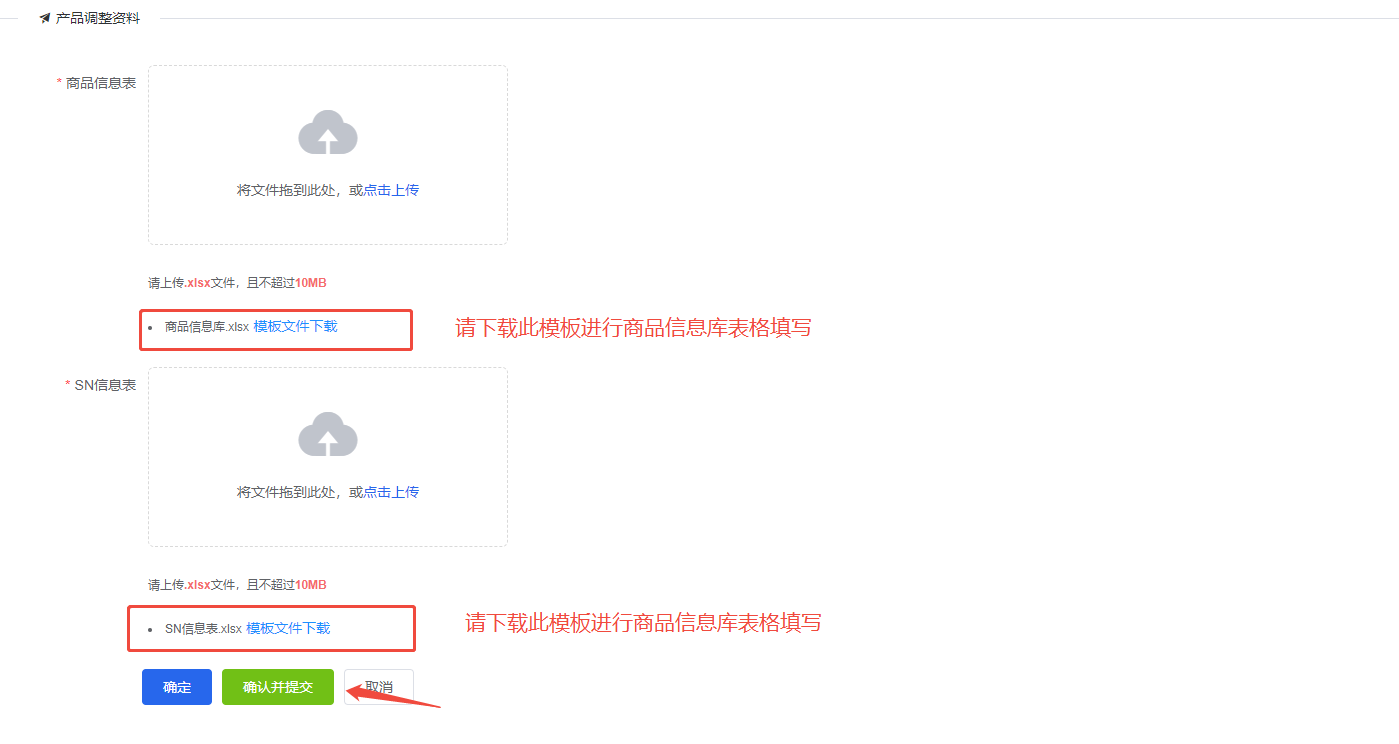 产品调整资料
* 商品信息表
将文件拖到此处，或点击上传
请上传.xlsx文件，且不超过10MB
商品信息库.xlsx 模板文件下载
请下载此模板进行商品信息库表格填写
* SN信息表
将文件拖到此处，或点击上传
请上传.xlsx文件，且不超过10MB
SN信息表.xlsx 模板文件下载
请下载此模板进行商品信息库表格填写
确定 确认并提交 取消